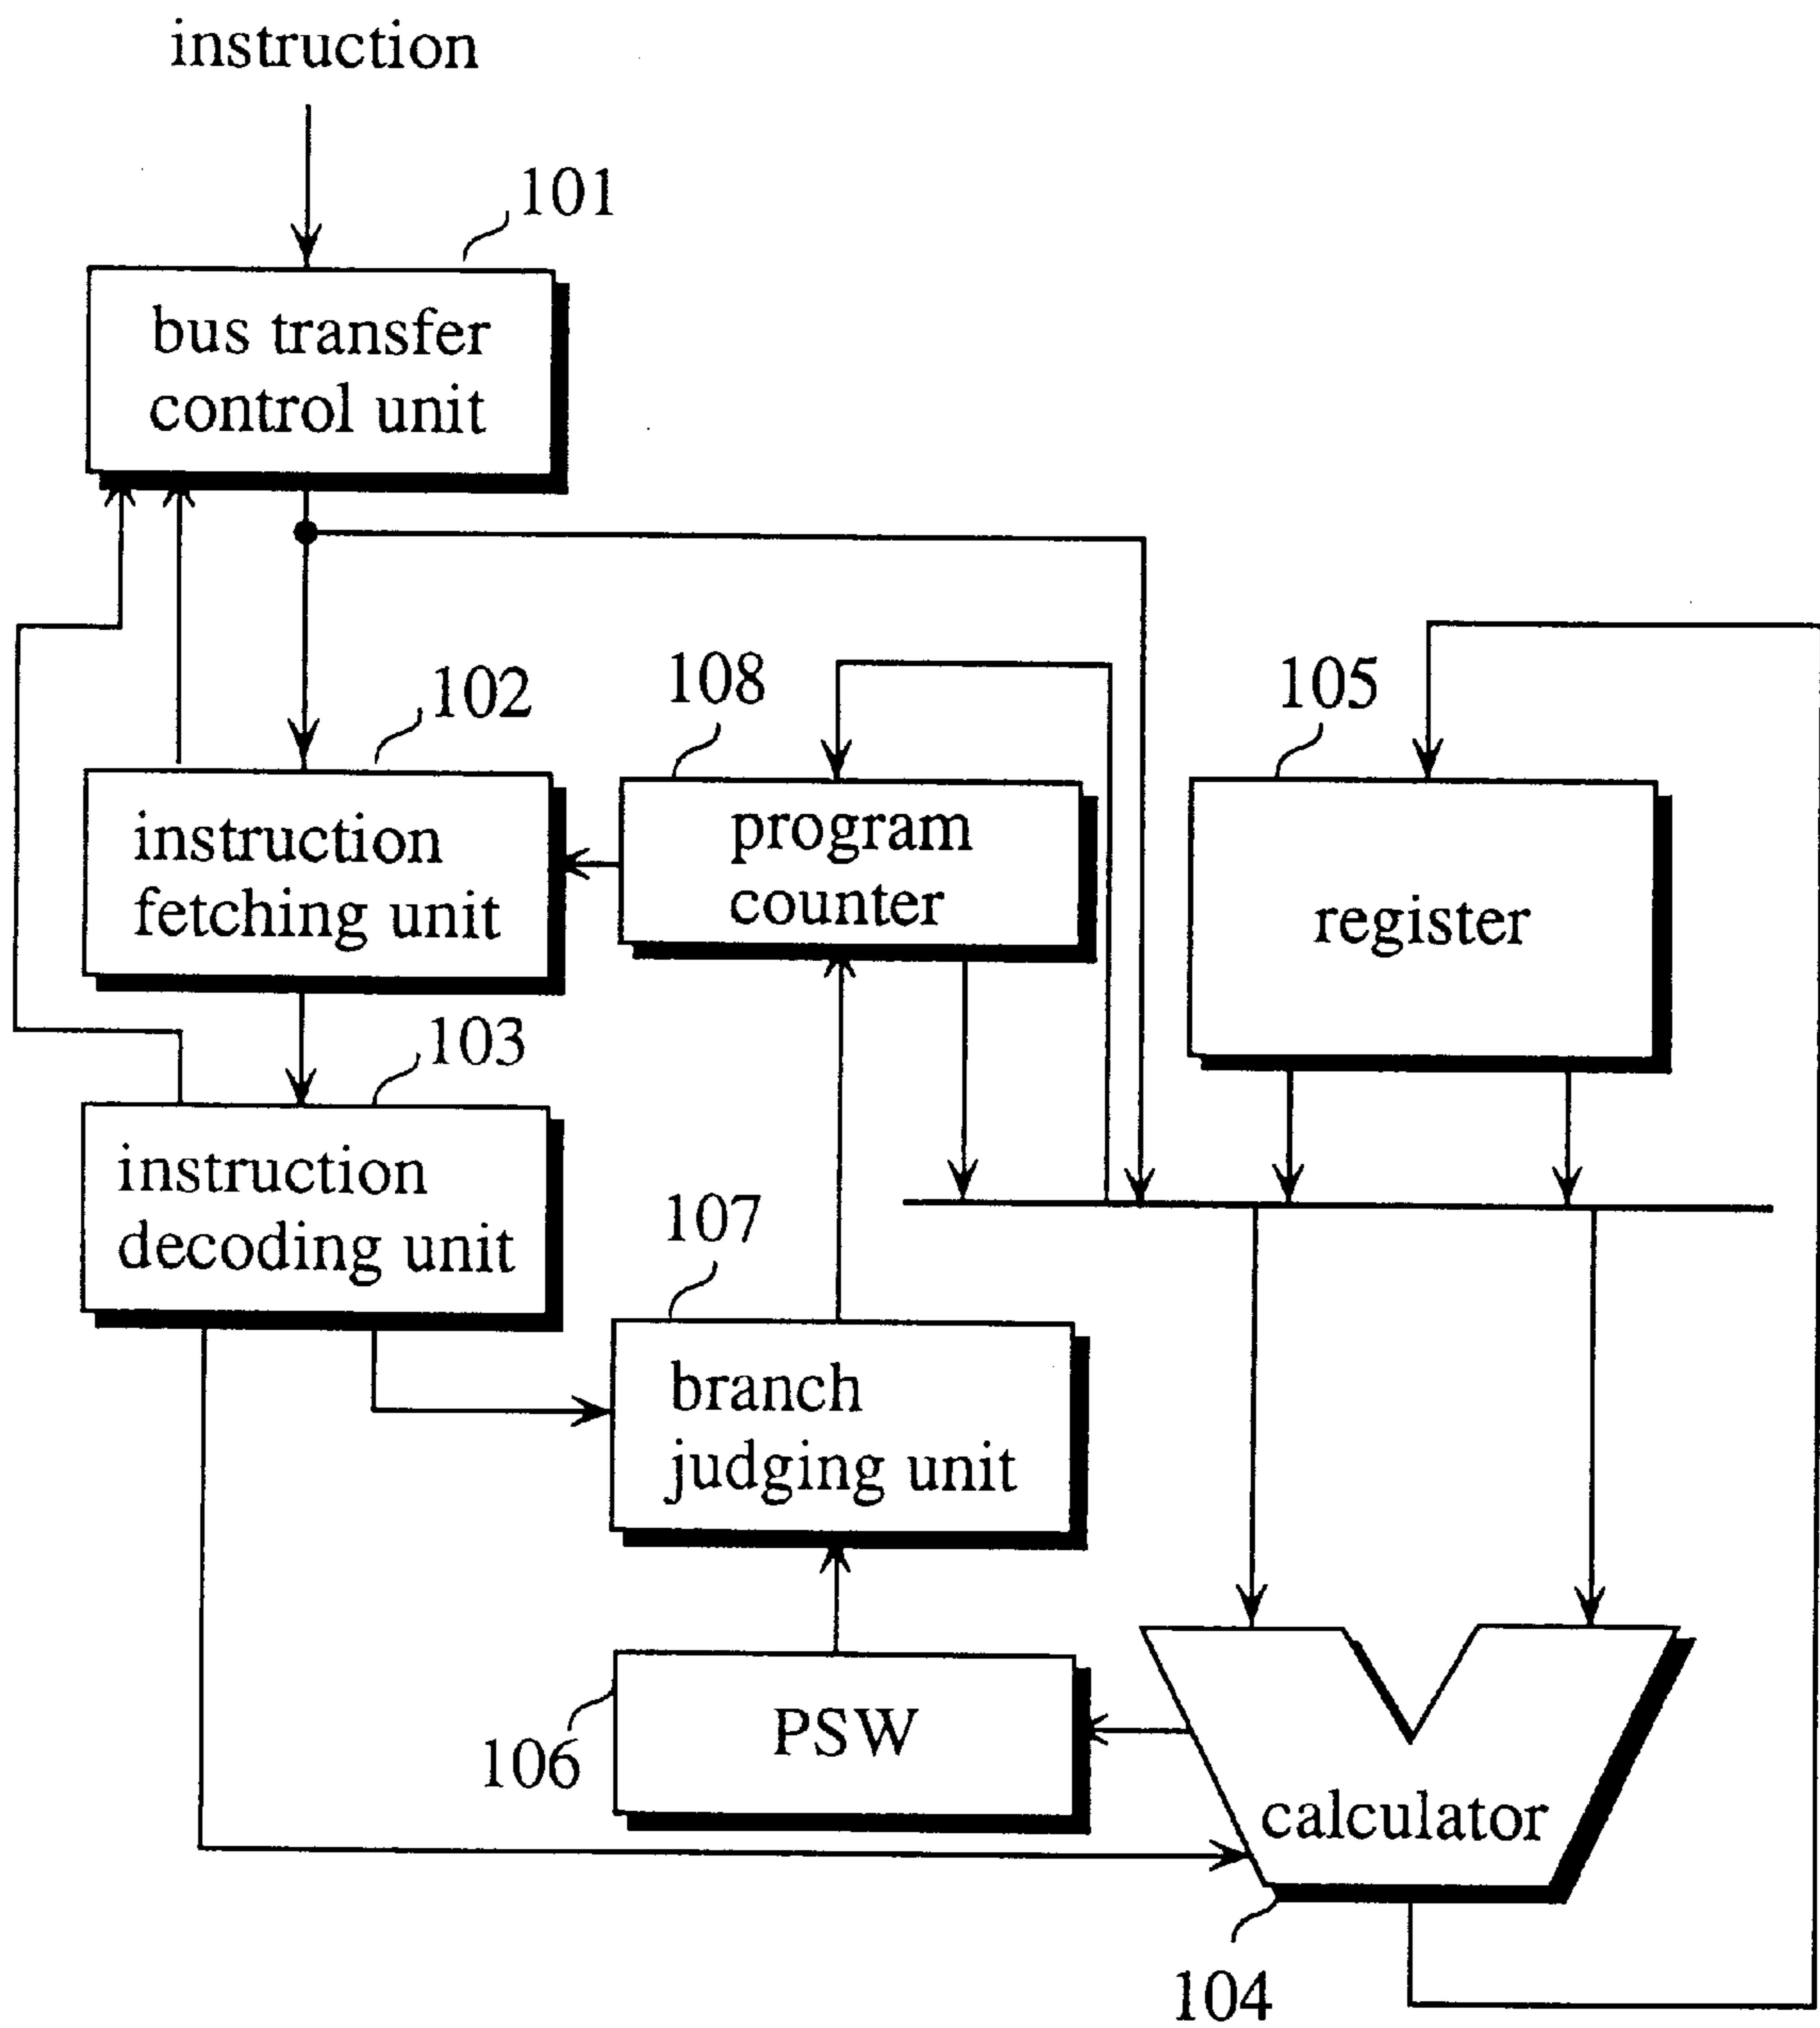 instruction
101
bus transfer
control unit
102
instruction
fetching unit
108
program
counter
105
register
103
instruction
decoding unit
107
branch
judging unit
106
PSW
calculator
104